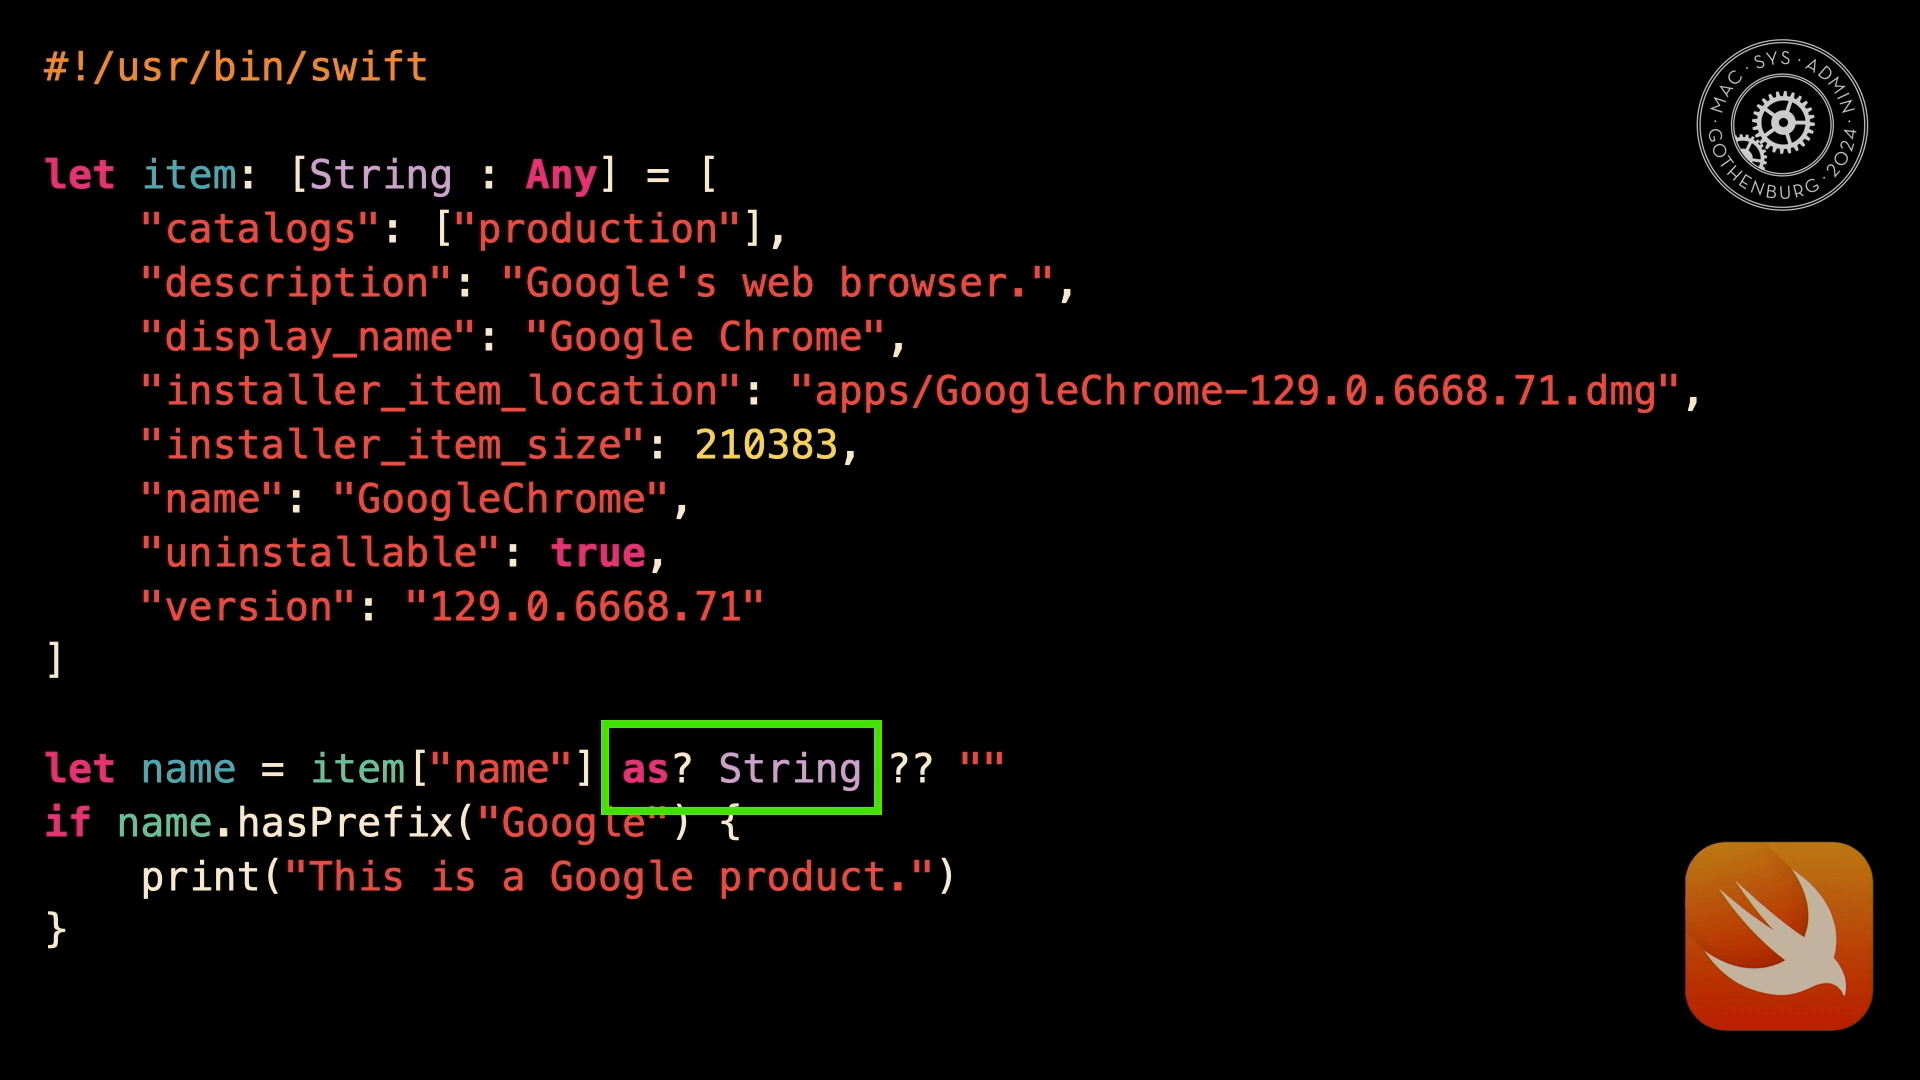 #!/usr/bin/swift
let item: [String : Any] = [
    "catalogs": ["production"],
    "description": "Google's web browser.",
    "display_name": "Google Chrome",
    "installer_item_location": "apps/GoogleChrome-129.0.6668.71.dmg",
    "installer_item_size": 210383,
    "name": "GoogleChrome",
    "uninstallable": true,
    "version": "129.0.6668.71"
]
let name = item["name"] as? String ?? ""
if name.hasPrefix("Google") {
    print("This is a Google product.")
}
MAC · SYS · ADMIN · GOTHENBURG · 2024 ·